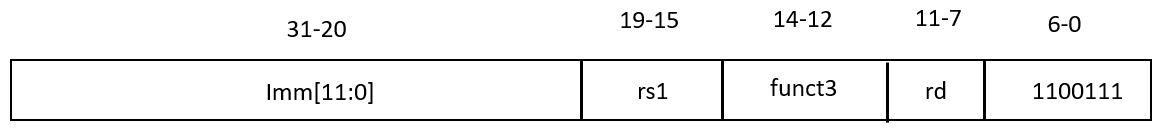 31-20 19-15 14-12 11-7 6-0
Imm[11:0] rs1 funct3 rd 1100111